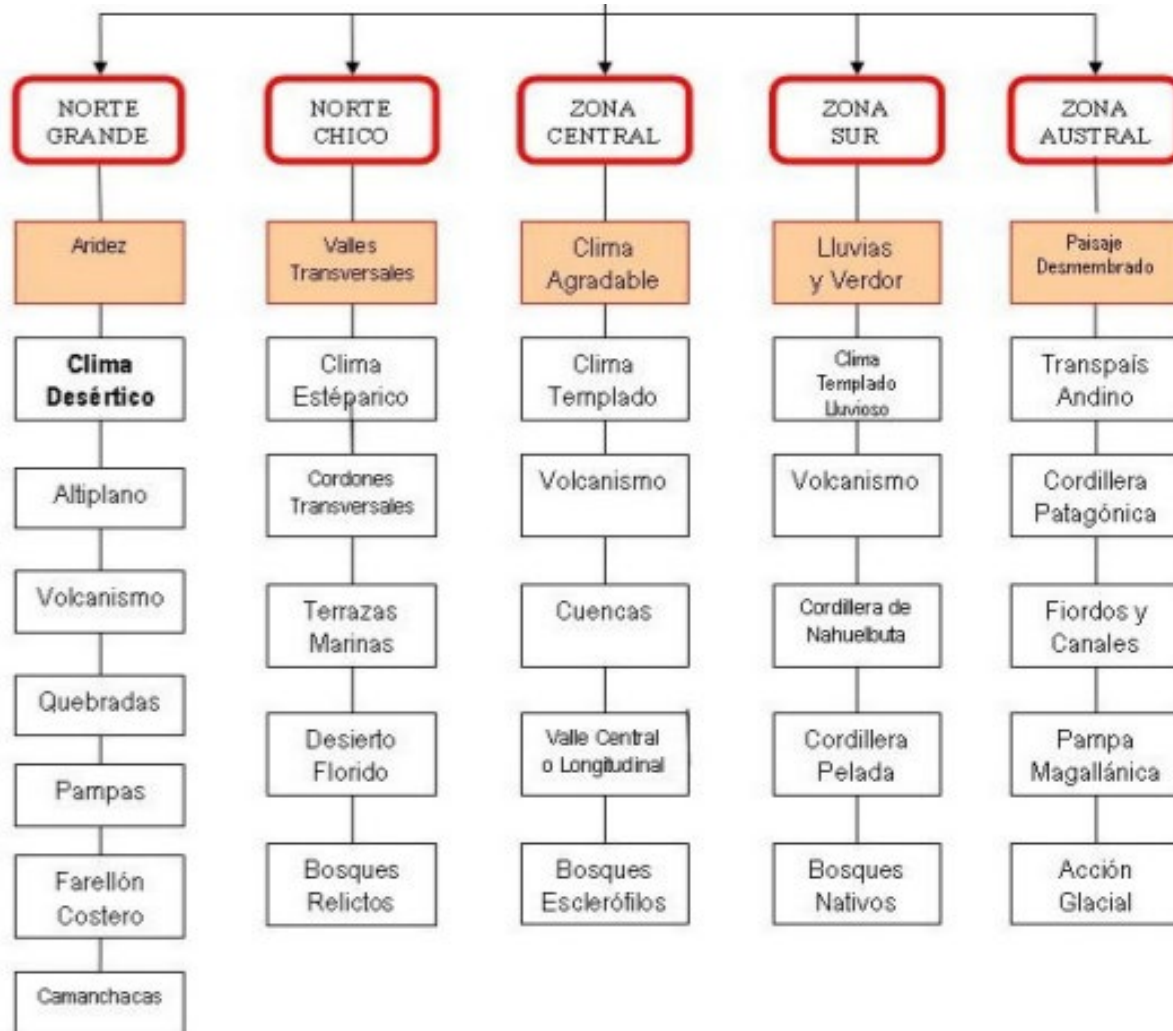 NORTE
GRANDE
Aridez
Clima
Desértico
Altiplano
Volcanismo
Quebradas
Pampas
Farellón
Costero
Camanchacas
NORTE
CHICO
Valles
Transversales
Clima
Estéparico
Cordones
Transversales
Terrazas
Marinas
Desierto
Florido
Bosques
Relictos
ZONA
CENTRAL
Clima
Agradable
Clima
Templado
Volcanismo
Cuencas
Valle Central
o Longitudinal
Bosques
Esclerófilos
ZONA
SUR
Lluvias
y Verdor
Clima
Templado
Lluvioso
Volcanismo
Cordillera de
Nahuelbuta
Cordillera
Pelada
Bosques
Nativos
ZONA
AUSTRAL
Paisaje
Desmembrado
Transpaís
Andino
Cordillera
Patagónica
Fiordos y
Canales
Pampa
Magallánica
Acción
Glacial